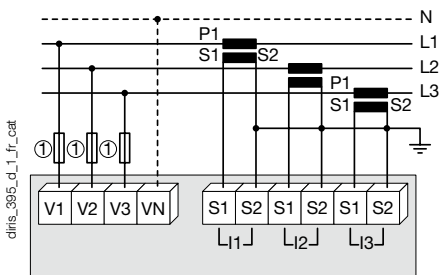 N
P1
L1
S1 S2
L2
P1
L3
S1 S2
① ① ①
V1 V2 V3 VN S1 S2 S1 S2 S1 S2
I1 I2 I3
diris_395_d_1_fr_cat